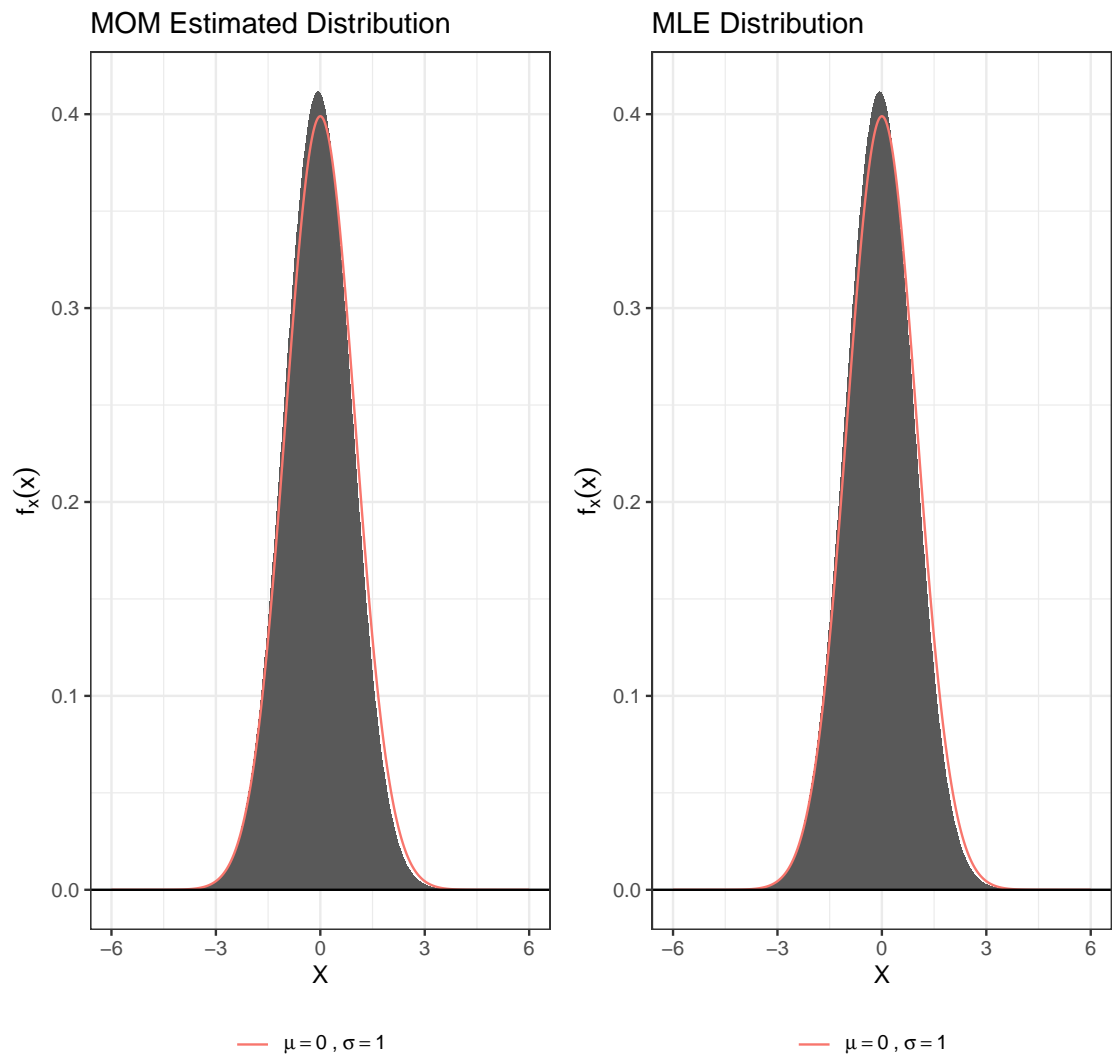 MOM Estimated Distribution
0.4
0.3
0.2
0.1
0.0
fx(x)
−6 −3 0 3 6
X
μ = 0 , σ = 1
MLE Distribution
0.4
0.3
0.2
0.1
0.0
fx(x)
−6 −3 0 3 6
X
μ = 0 , σ = 1